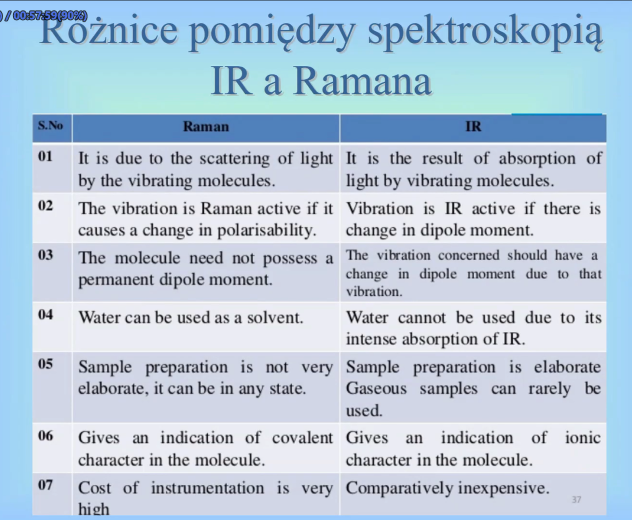 ) / 00:57:59(90%)
Różnice pomiędzy spektroskopią
IR a Ramana
S.No Raman IR
01 It is due to the scattering of light
by the vibrating molecules.
It is the result of absorption of
light by vibrating molecules.
02 The vibration is Raman active if it
causes a change in polarisability.
Vibration is IR active if there is
change in dipole moment.
03 The molecule need not possess a
permanent dipole moment.
The vibration concerned should have a
change in dipole moment due to that
vibration.
04 Water can be used as a solvent.
Water cannot be used due to its
intense absorption of IR.
05 Sample preparation is not very
elaborate, it can be in any state.
Sample preparation is elaborate
Gaseous samples can rarely be
used.
06 Gives an indication of covalent
character in the molecule.
Gives an indication of ionic
character in the molecule.
07 Cost of instrumentation is very
high
Comparatively inexpensive.
37